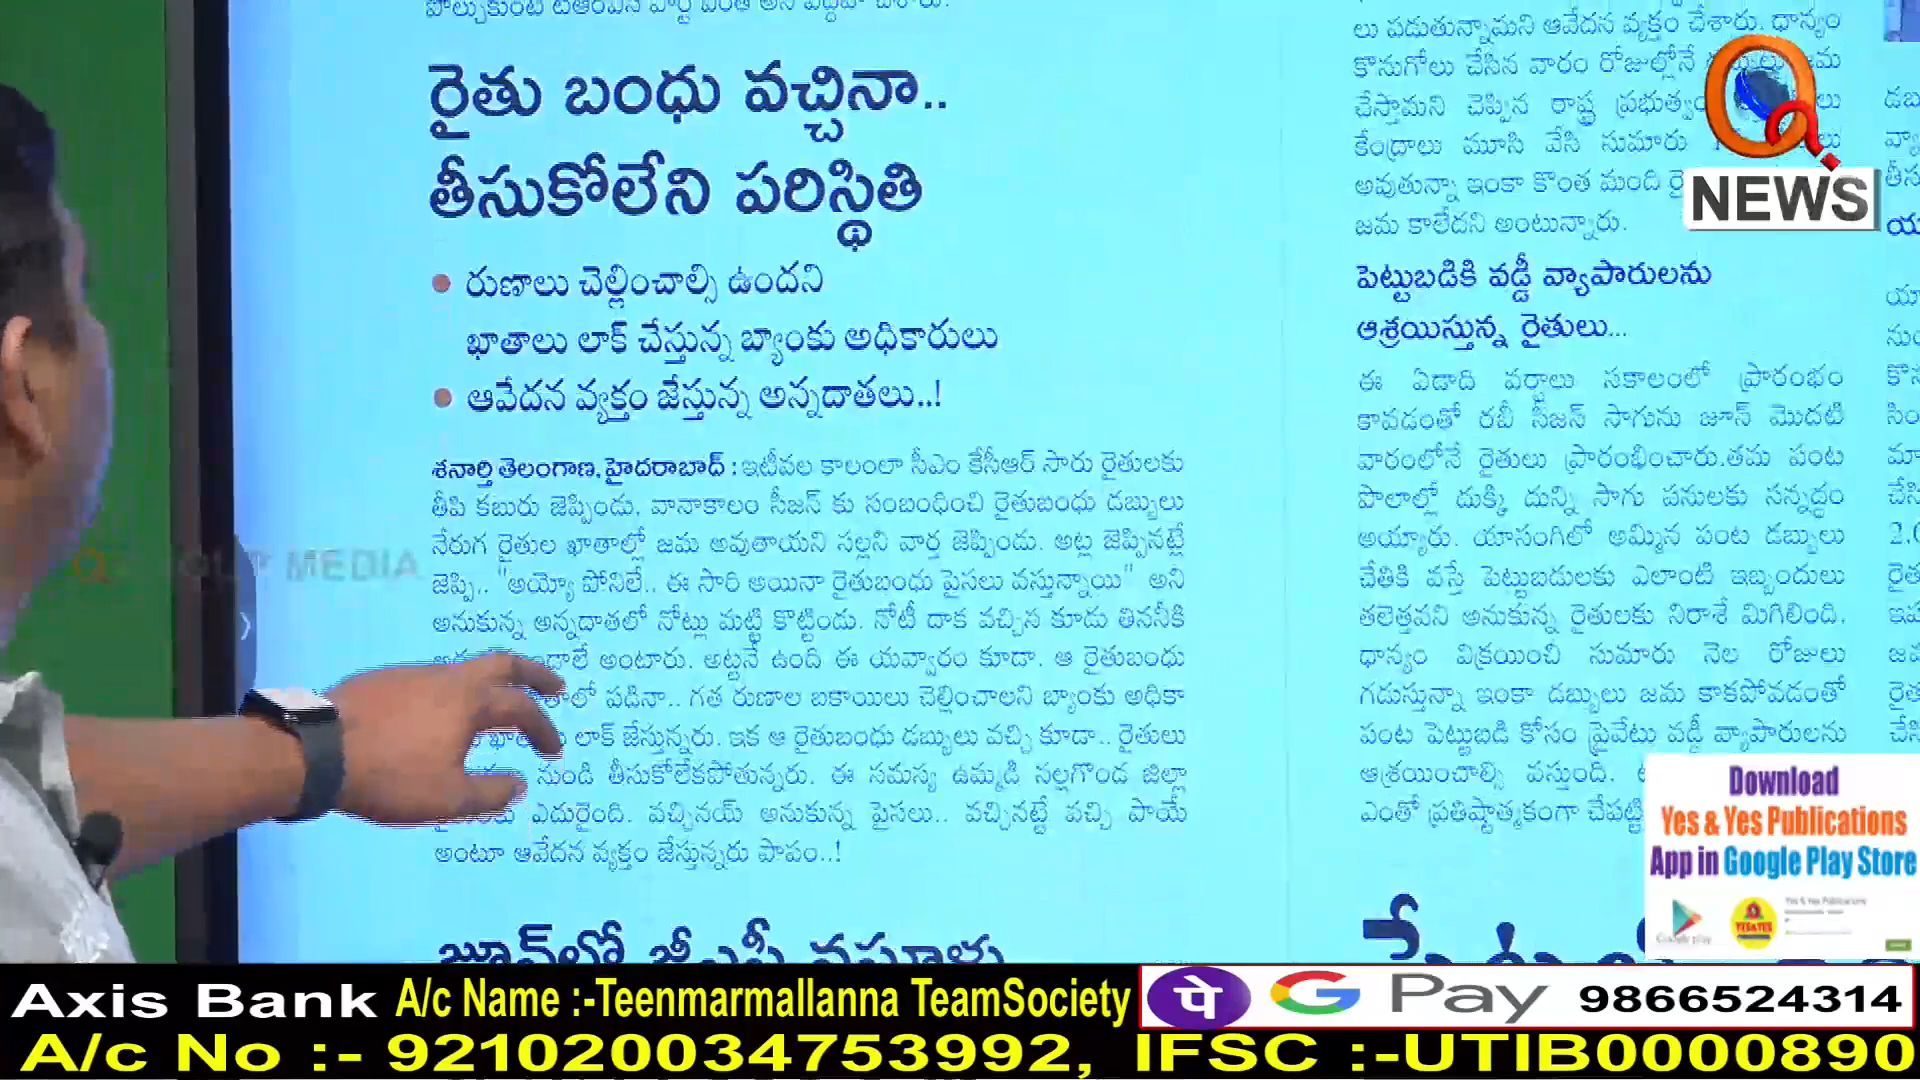 రైతు బంధు వచ్చినా..
తీసుకోలేని పరిస్థితి
• రుణాలు చెల్లించాల్సి ఉందని
ఖాతాలు లాక్ చేస్తున్న బ్యాంకు అధికారులు
• ఆవేదన వ్యక్తం జేస్తున్న అన్నదాతలు..!
శనార్తి తెలంగాణ, హైదరాబాద్ : ఇటీవల కాలంలా సీఎం కేసీఆర్ సారు రైతులకు
తీపి కబురు జెప్పిండు. వానాకాలం సీజన్ కు సంబంధించి రైతుబంధు డబ్బులు
నేరుగ రైతుల ఖాతాల్లో జమ అవుతాయని సల్లని వార్త జెప్పిండు. అట్ల జెప్పినట్లే
జెప్పి.. "అయ్యో పోనిలే.. ఈ సారి అయినా రైతుబంధు పైసలు వస్తున్నాయి" అని
అనుకున్న అన్నదాతలో నోట్లు మట్టి కొట్టిండు. నోటి దాక వచ్చిన కూడు తిననీకి
అంటారు. అట్టనే ఉంది ఈ యవ్వారం కూడా. ఆ రైతుబంధు
పడినా.. గత రుణాల బకాయిలు చెల్లించాలని బ్యాంకు అధికా
లాక్ జేస్తున్నరు. ఇక ఆ రైతుబంధు డబ్బులు వచ్చి కూడా.. రైతులు
నుండి తీసుకోలేకపోతున్నరు. ఈ సమస్య ఉమ్మడి నల్లగొండ జిల్లా
ఎదురైంది. వచ్చినయ్ అనుకున్న పైసలు.. వచ్చినట్టే వచ్చి పాయే
అంటూ ఆవేదన వ్యక్తం జేస్తున్నరు పాపం..!
లు పడుతున్నామని ఆవేదన వ్యక్తం చేశారు. ధాన్యం
కొనుగోలు చేసిన వారం రోజుల్లోనే
చేస్తామని చెప్పిన రాష్ట్ర
కేంద్రాలు మూసి వేసి సుమారు
అవుతున్నా ఇంకా కొంత మంది
జమ కాలేదని అంటున్నారు.
పెట్టుబడికి వడ్డీ వ్యాపారులను
ఆశ్రయిస్తున్న రైతులు...
ఈ ఏడాది వర్షాలు సకాలంలో ప్రారంభం
కావడంతో రబీ సీజన్ సాగును జూన్ మొదటి
వారంలోనే రైతులు ప్రారంభించారు.తమ పంట
పొలాల్లో దుక్కి దున్ని సాగు పనులకు సన్నద్ధం
అయ్యారు. యాసంగిలో అమ్మిన పంట డబ్బులు
చేతికి వస్తే పెట్టుబడులకు ఎలాంటి ఇబ్బందులు
తలెత్తవని అనుకున్న రైతులకు నిరాశే మిగిలింది.
ధాన్యం విక్రయించి సుమారు నెల రోజులు
గడుస్తున్నా ఇంకా డబ్బులు జమ కాకపోవడంతో
పంట పెట్టుబడి కోసం ప్రైవేటు వడ్డీ వ్యాపారులను
ఆశ్రయించాల్సి వస్తుంది.
ఎంతో ప్రతిష్టాత్మకంగా
Q NEWS
MEDIA
Download
Yes & Yes Publications
App in Google Play Store
Axis Bank A/c Name :-Teenmarmallanna TeamSociety
पे G Pay 9866524314
A/c No :- 921020034753992, IFSC :-UTIB0000890